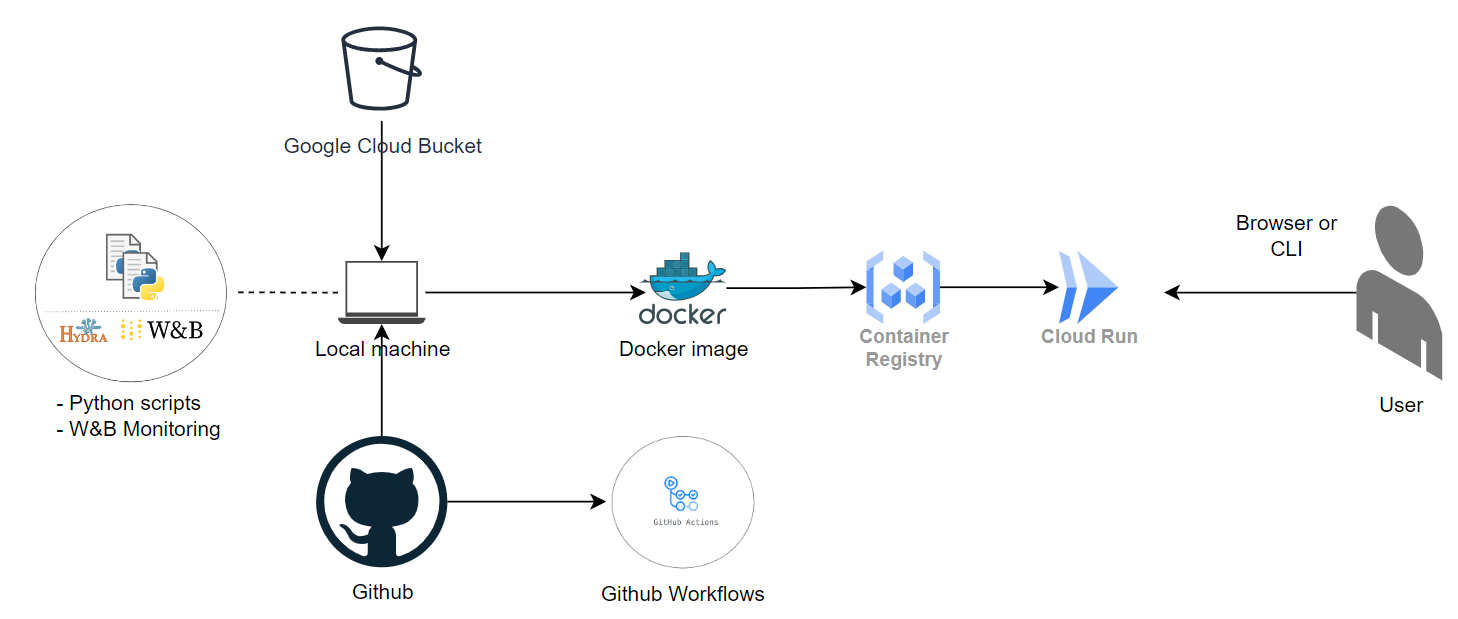 Google Cloud Bucket
HYDRA
W&B
- Python scripts
- W&B Monitoring
Local machine
docker
Docker image
Container
Registry
Cloud Run
Browser or
CLI
User
Github
GitHub Actions
Github Workflows